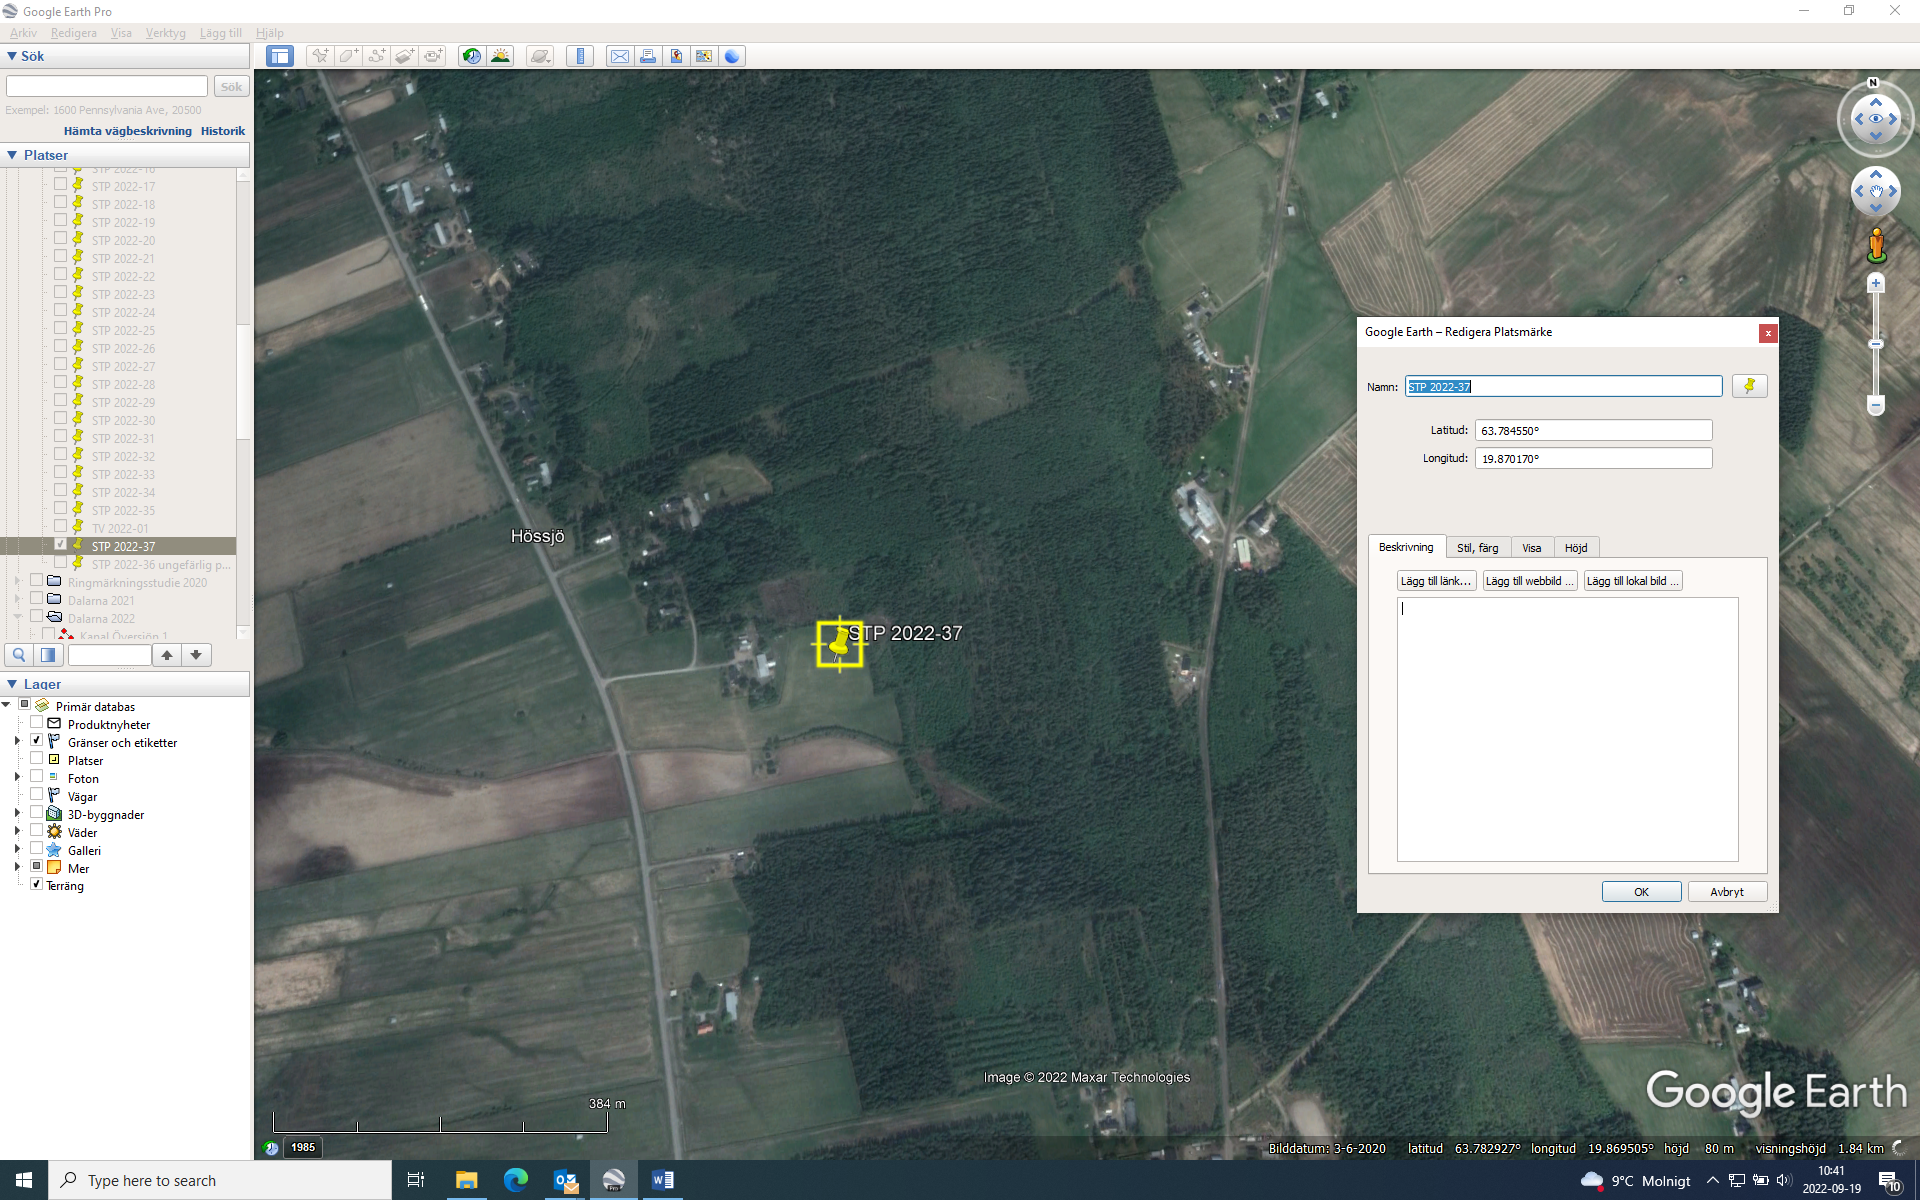 Google Earth Pro
Arkiv Redigera Visa Verktyg Lägg till Hjälp
Sök
Sök
Exempel: 1600 Pennsylvania Ave, 20500
Hämta vägbeskrivning Historik
Platser
STP 2022-16
STP 2022-17
STP 2022-18
STP 2022-19
STP 2022-20
STP 2022-21
STP 2022-22
STP 2022-23
STP 2022-24
STP 2022-25
STP 2022-26
STP 2022-27
STP 2022-28
STP 2022-29
STP 2022-30
STP 2022-31
STP 2022-32
STP 2022-33
STP 2022-34
STP 2022-35
TV 2022-01
STP 2022-37
STP 2022-36 ungefärlig p...
Ringmärkningsstudie 2020
Dalarna 2021
Dalarna 2022
Kanal Översjön 1
Lager
Primär databas
Produktnyheter
Gränser och etiketter
Platser
Foton
Vägar
3D-byggnader
Väder
Galleri
Mer
Terräng
N
Hössjö
STP 2022-37
Google Earth – Redigera Platsmärke
x
Namn: STP 2022-37
Latitud: 63.784550°
Longitud: 19.870170°
Beskrivning Stil, färg Visa Höjd
Lägg till länk... Lägg till webbild ... Lägg till lokal bild ...
OK Avbryt
Image © 2022 Maxar Technologies
Google Earth
384 m
1985
Bilddatum: 3-6-2020 latitud 63.782927° longitud 19.869505° höjd 80 m visningshöjd 1.84 km
Type here to search
9°C Molnigt
10:41
2022-09-19
10